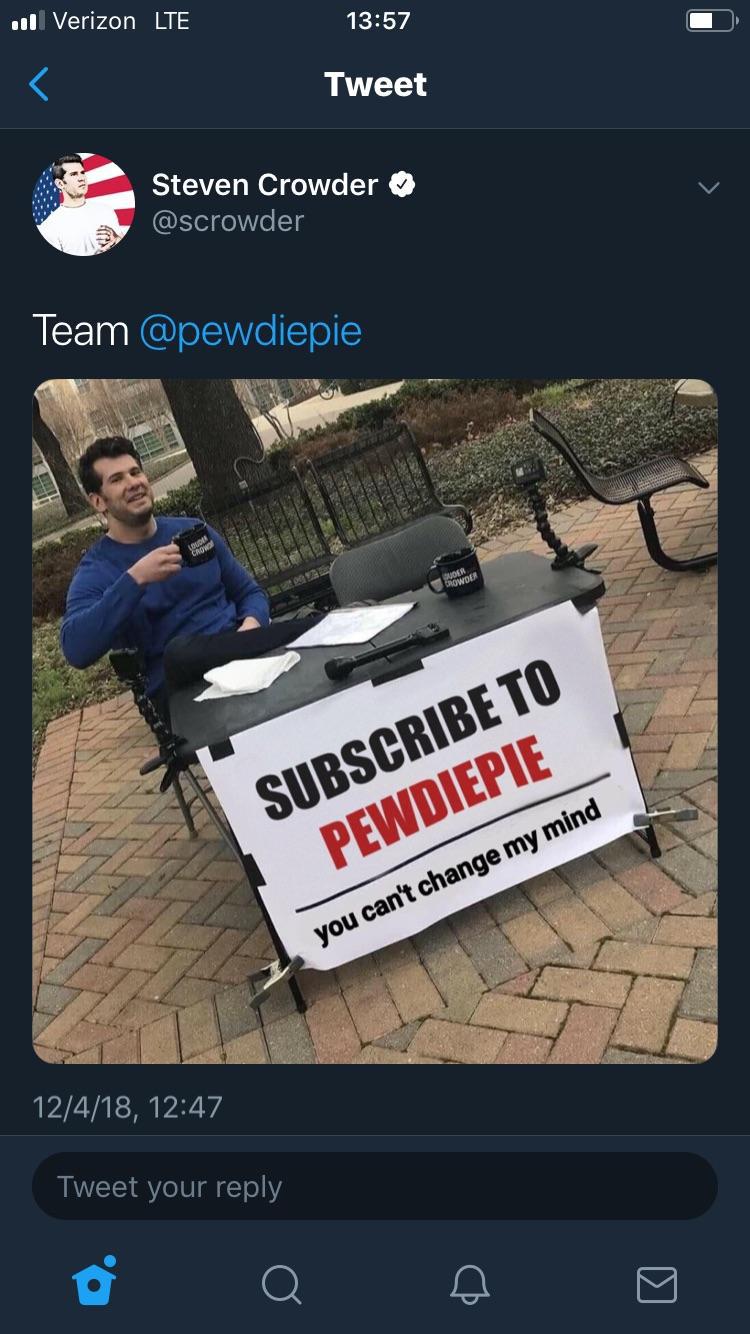 Verizon LTE 13:57
Tweet
Steven Crowder
@scrowder
Team @pewdiepie
LOUDER
CROWDER
LOUDER
CROWDER
SUBSCRIBE TO
PEWDIEPIE
you can't change my mind
12/4/18, 12:47
Tweet your reply